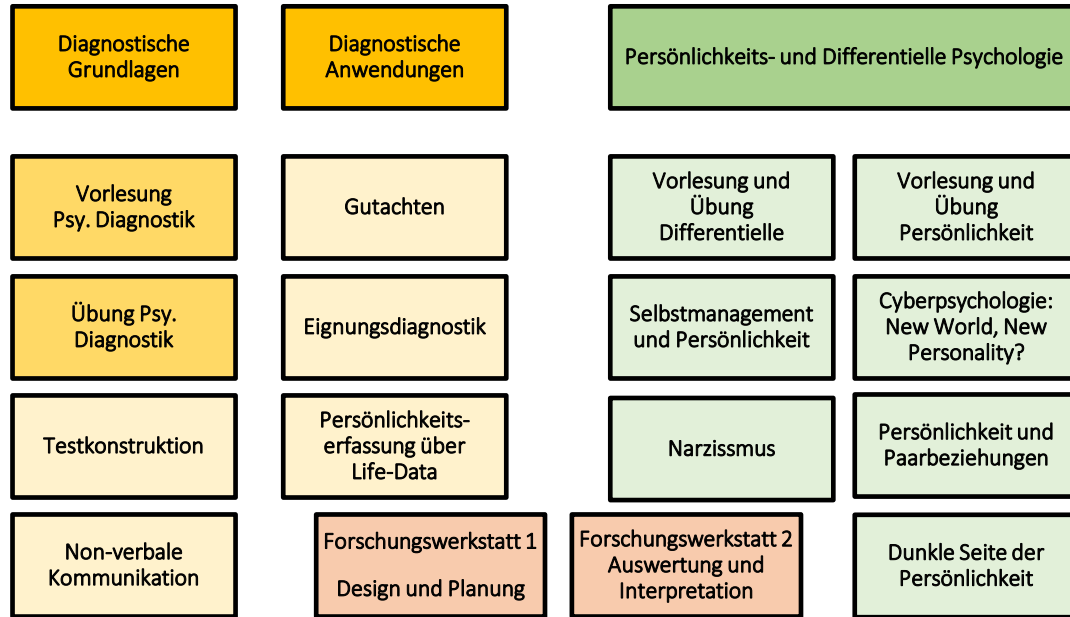 Diagnostische
Grundlagen
Diagnostische
Anwendungen
Persönlichkeits- und Differentielle Psychologie
Vorlesung
Psy. Diagnostik
Gutachten
Vorlesung und
Übung
Differentielle
Vorlesung und
Übung
Persönlichkeit
Übung Psy.
Diagnostik
Eignungsdiagnostik
Selbstmanagement
und Persönlichkeit
Cyberpsychologie:
New World, New
Personality?
Testkonstruktion
Persönlichkeits-
erfassung über
Life-Data
Narzissmus
Persönlichkeit und
Paarbeziehungen
Non-verbale
Kommunikation
Forschungswerkstatt 1
Design und Planung
Forschungswerkstatt 2
Auswertung und
Interpretation
Dunkle Seite der
Persönlichkeit